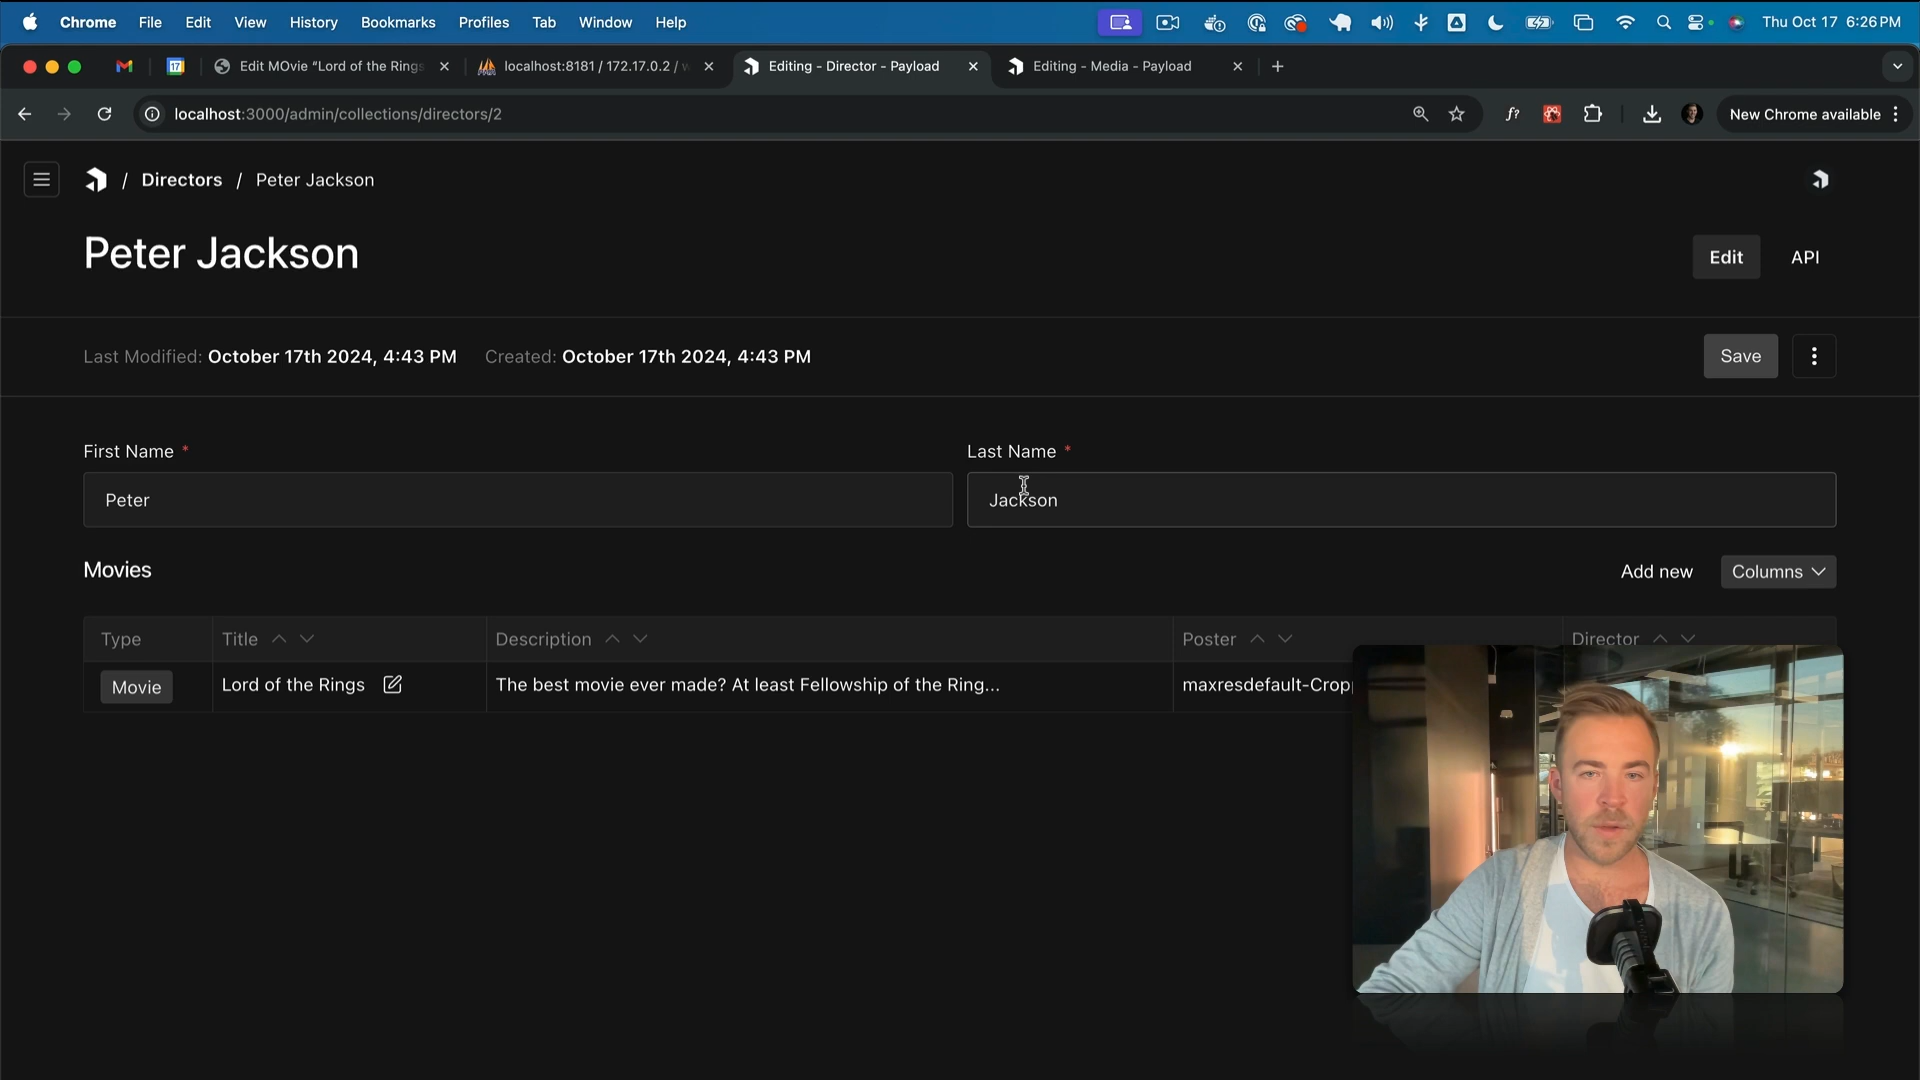 Chrome File Edit View History Bookmarks Profiles Tab Window Help Thu Oct 17 6:26 PM
17 Edit MOvie “Lord of the Rings localhost:8181 / 172.17.0.2 / Editing - Director - Payload Editing - Media - Payload
localhost:3000/admin/collections/directors/2 f? New Chrome available
/ Directors / Peter Jackson
Peter Jackson
Edit API
Last Modified: October 17th 2024, 4:43 PM Created: October 17th 2024, 4:43 PM Save
First Name * Last Name *
Peter Jackson
Movies Add new Columns
Type Title Description Poster Director
Movie Lord of the Rings The best movie ever made? At least Fellowship of the Ring... maxresdefault-Crop